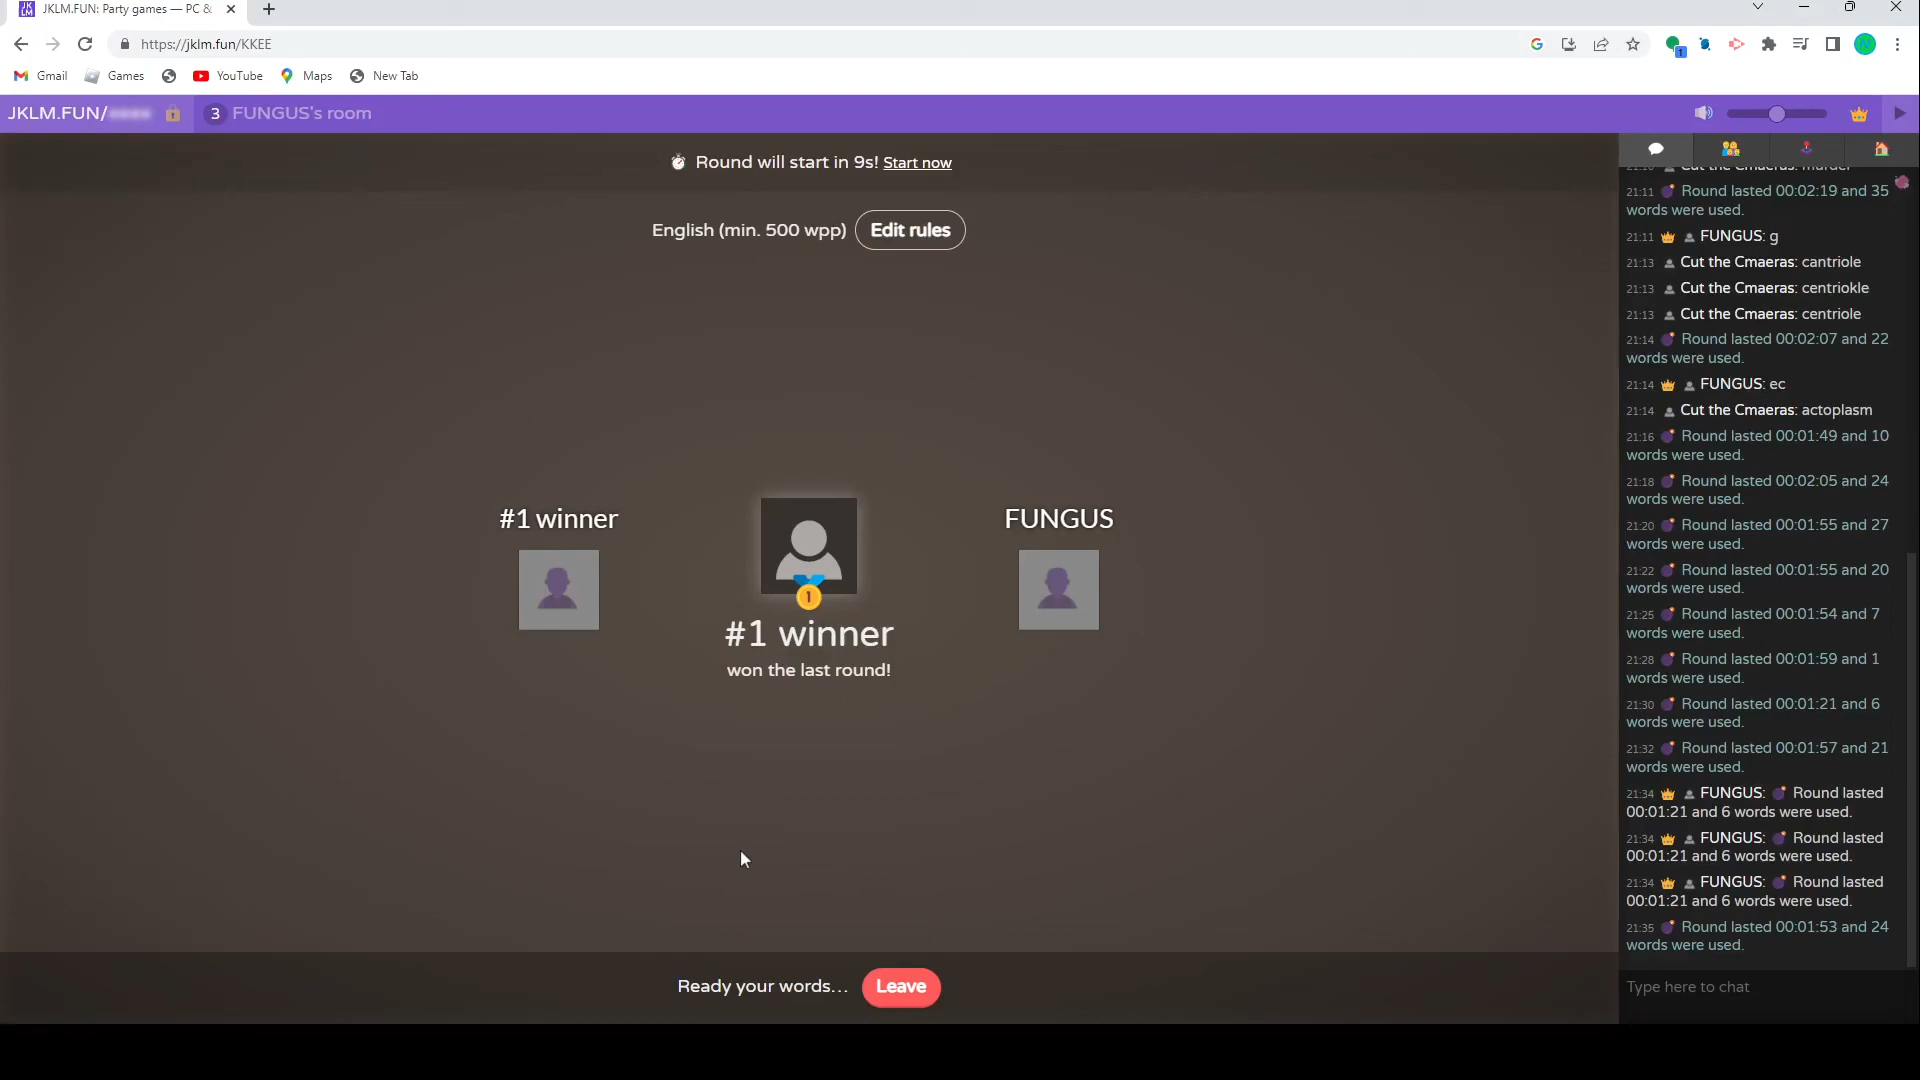 JKLM.FUN: Party games — PC &
https://jklm.fun/KKEE
Gmail
Games
YouTube
Maps
New Tab
JKLM.FUN/
3 FUNGUS's room
Round will start in 9s! Start now
English (min. 500 wpp) Edit rules
#1 winner
FUNGUS
1
#1 winner
won the last round!
Ready your words... Leave
21:11 Round lasted 00:02:19 and 35
words were used.
21:11 FUNGUS: g
21:13 Cut the Cmaeras: cantriole
21:13 Cut the Cmaeras: centriokle
21:13 Cut the Cmaeras: centriole
21:14 Round lasted 00:02:07 and 22
words were used.
21:14 FUNGUS: ec
21:14 Cut the Cmaeras: actoplasm
21:16 Round lasted 00:01:49 and 10
words were used.
21:18 Round lasted 00:02:05 and 24
words were used.
21:20 Round lasted 00:01:55 and 27
words were used.
21:22 Round lasted 00:01:55 and 20
words were used.
21:25 Round lasted 00:01:54 and 7
words were used.
21:28 Round lasted 00:01:59 and 1
words were used.
21:30 Round lasted 00:01:21 and 6
words were used.
21:32 Round lasted 00:01:57 and 21
words were used.
21:34 FUNGUS: Round lasted
00:01:21 and 6 words were used.
21:34 FUNGUS: Round lasted
00:01:21 and 6 words were used.
21:34 FUNGUS: Round lasted
00:01:21 and 6 words were used.
21:35 Round lasted 00:01:53 and 24
words were used.
Type here to chat